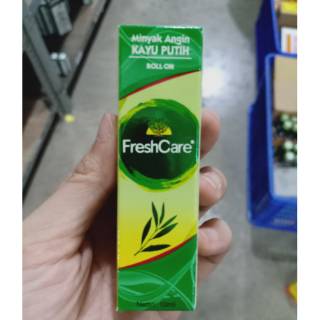 Minyak Angin
KAYU PUTIH
ROLL-ON
FreshCare®